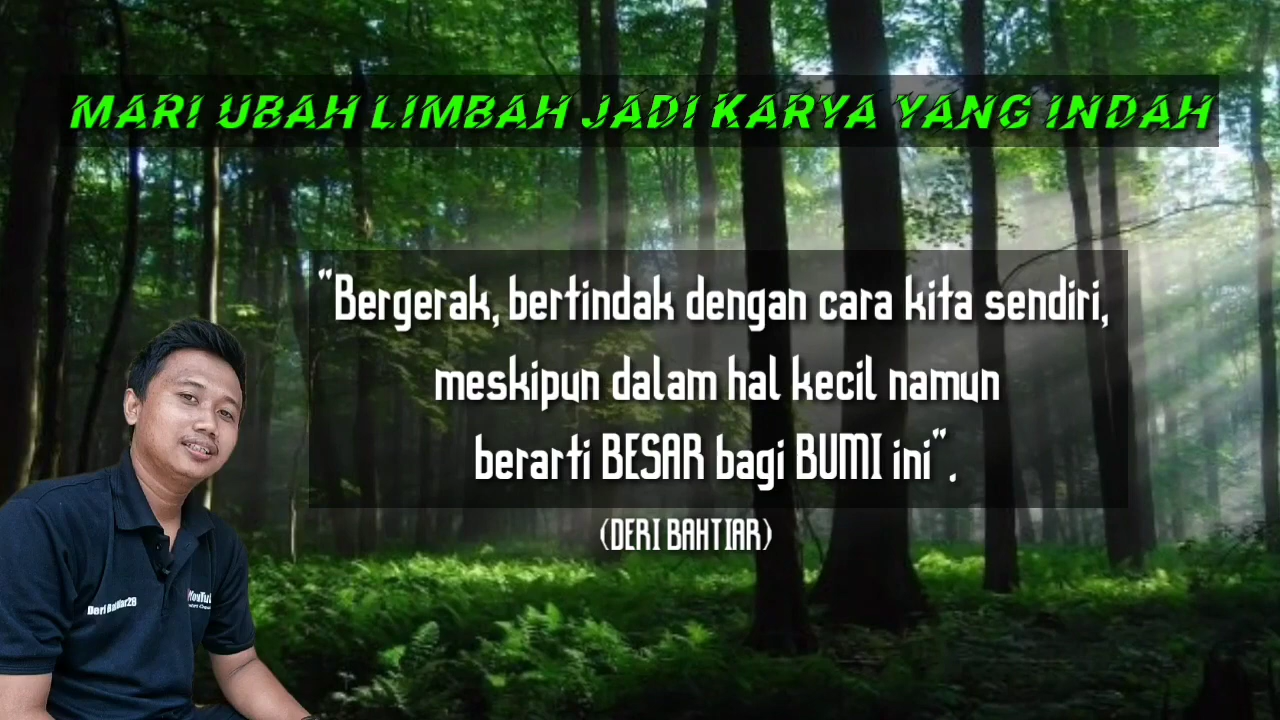 MARI UBAH LIMBAH JADI KARYA YANG INDAH
"Bergerak, bertindak dengan cara kita sendiri,
meskipun dalam hal kecil namun
berarti BESAR bagi BUMI ini".
(DERI BAHTIAR)
Deri